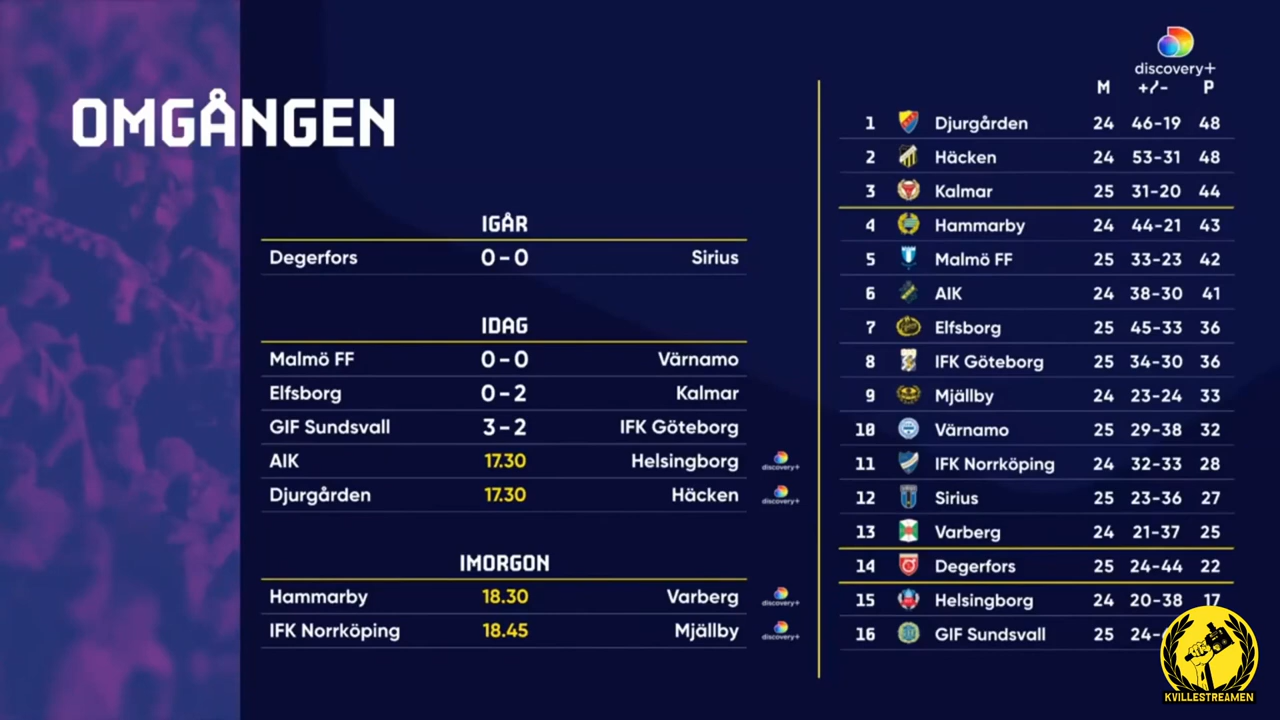 OMGÅNGEN
IGÅR
Degerfors 0-0 Sirius
IDAG
Malmö FF 0-0 Värnamo
Elfsborg 0-2 Kalmar
GIF Sundsvall 3-2 IFK Göteborg
AIK 17.30 Helsingborg discovery+
Djurgården 17.30 Häcken discovery+
IMORGON
Hammarby 18.30 Varberg discovery+
IFK Norrköping 18.45 Mjällby discovery+
discovery+
M +/- P
1 Djurgården 24 46-19 48
2 Häcken 24 53-31 48
3 Kalmar 25 31-20 44
4 Hammarby 24 44-21 43
5 Malmö FF 25 33-23 42
6 AIK 24 38-30 41
7 Elfsborg 25 45-33 36
8 IFK Göteborg 25 34-30 36
9 Mjällby 24 23-24 33
10 Värnamo 25 29-38 32
11 IFK Norrköping 24 32-33 28
12 Sirius 25 23-36 27
13 Varberg 24 21-37 25
14 Degerfors 25 24-44 22
15 Helsingborg 24 20-38 17
16 GIF Sundsvall 25 24-
KVILLESTREAMEN